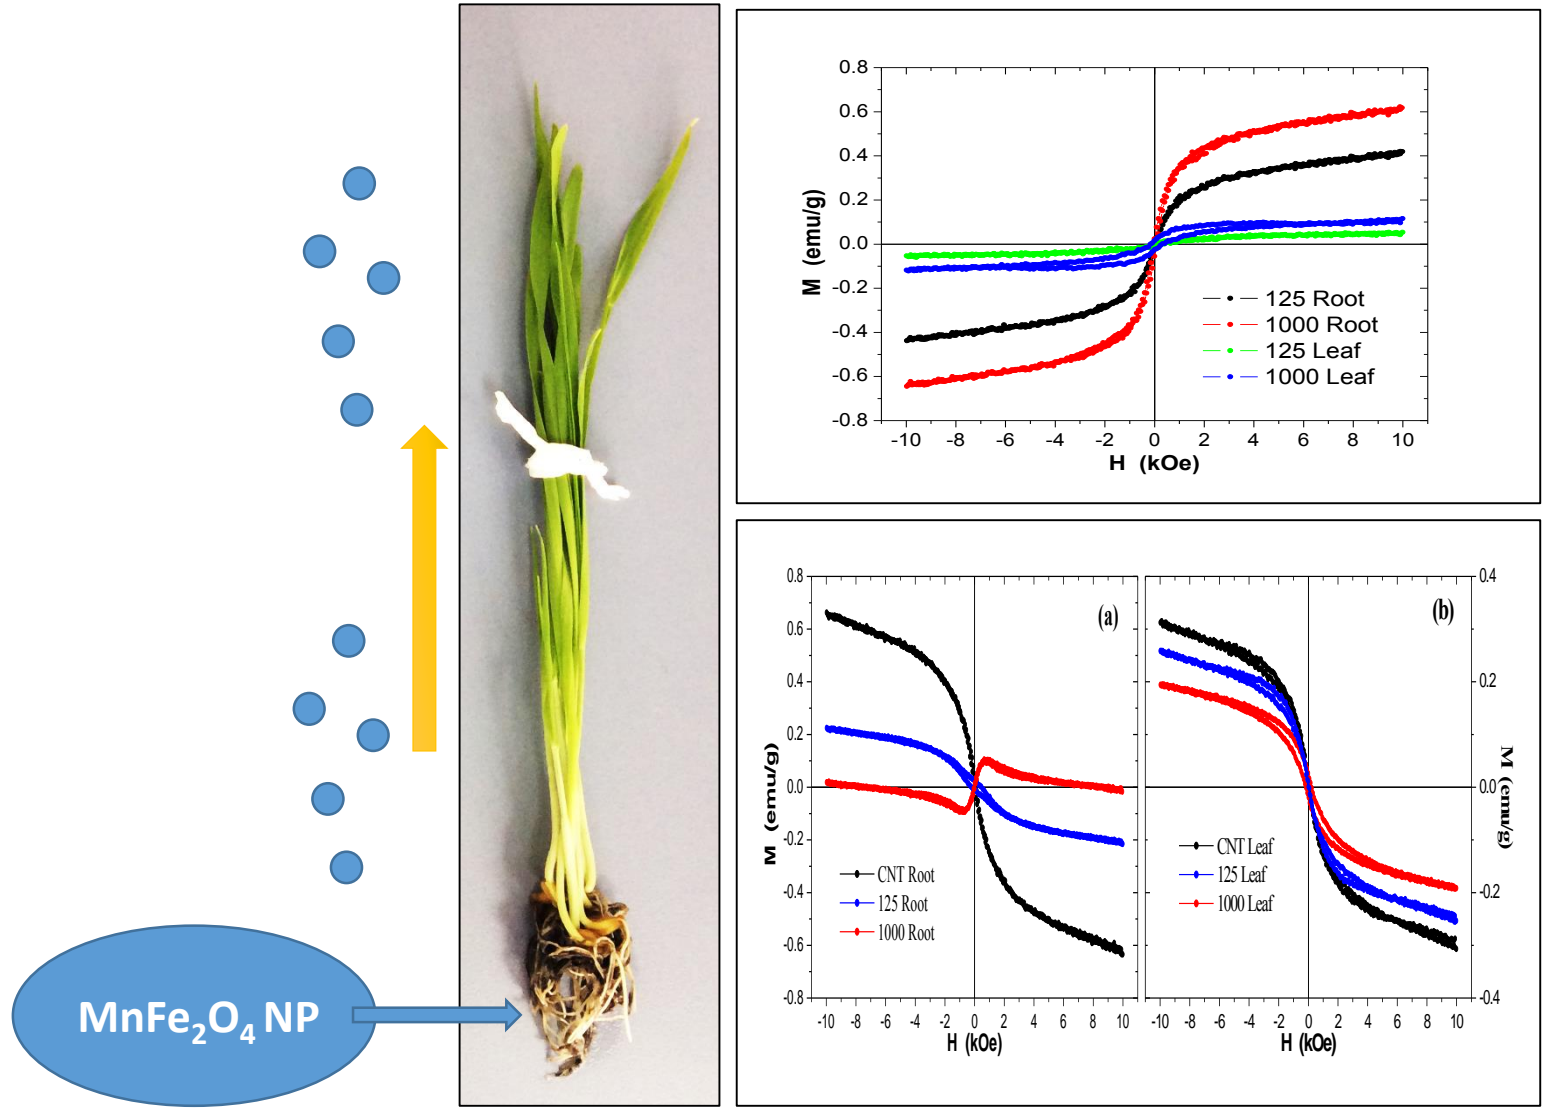 MnFe₂O₄ NP
0.8
0.6
0.4
0.2
0.0
-0.2
-0.4
-0.6
-0.8
M (emu/g)
-10 -8 -6 -4 -2 0 2 4 6 8 10
H (kOe)
125 Root
1000 Root
125 Leaf
1000 Leaf
0.8
0.6
0.4
0.2
0.0
-0.2
-0.4
-0.6
-0.8
M (emu/g)
(a)
CNT Root
125 Root
1000 Root
-10 -8 -6 -4 -2 0 2 4 6 8 10
H (kOe)
(b)
CNT Leaf
125 Leaf
1000 Leaf
-10 -8 -6 -4 -2 0 2 4 6 8 10
H (kOe)
0.4
0.2
0.0
-0.2
-0.4
M (emu/g)